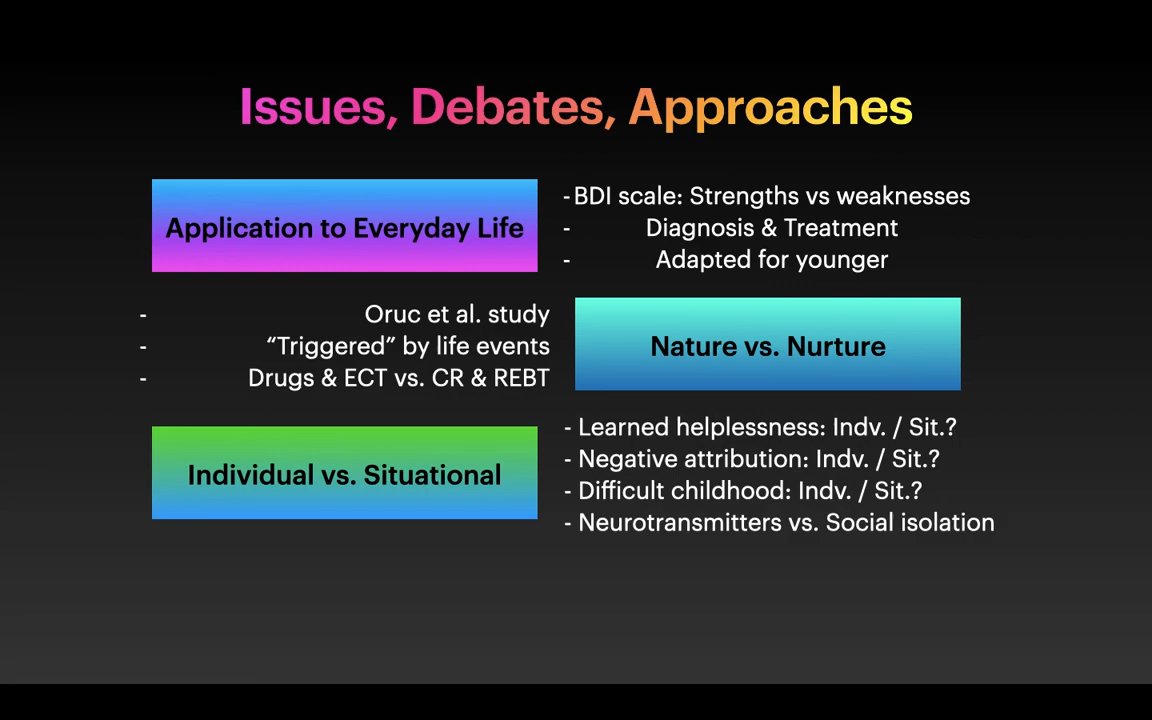 Issues, Debates, Approaches
Application to Everyday Life
-BDI scale: Strengths vs weaknesses
- Diagnosis & Treatment
- Adapted for younger
- Oruc et al. study
- “Triggered” by life events
- Drugs & ECT vs. CR & REBT
Nature vs. Nurture
Individual vs. Situational
- Learned helplessness: Indv. / Sit.?
- Negative attribution: Indv. / Sit.?
- Difficult childhood: Indv. / Sit.?
- Neurotransmitters vs. Social isolation